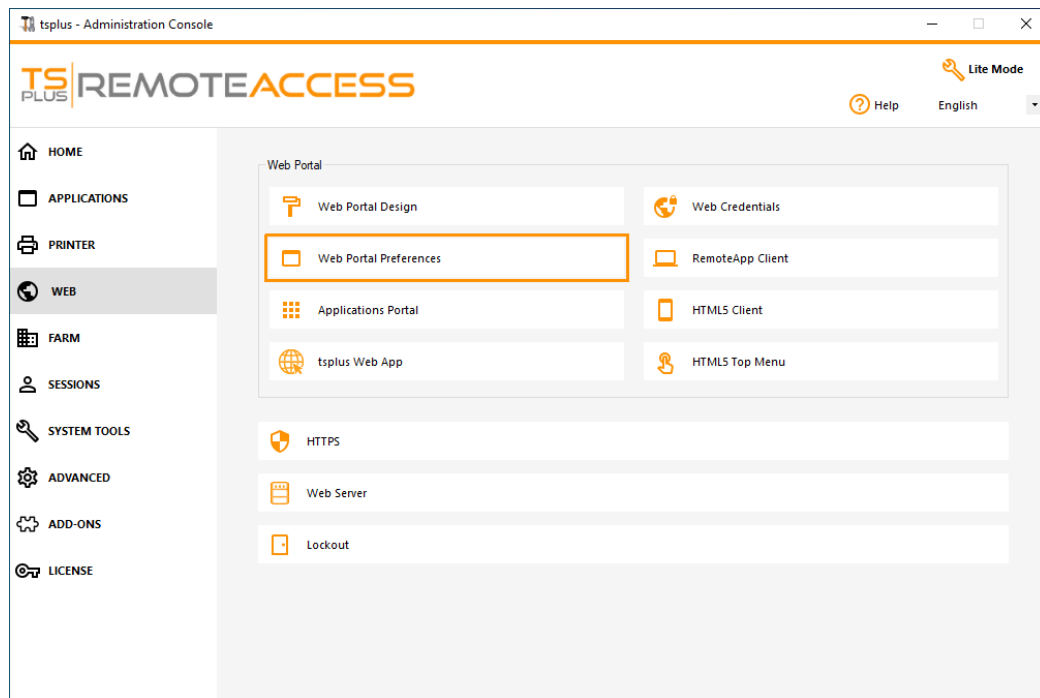 tsplus - Administration Console
TS PLUS REMOTEACCESS
Lite Mode
Help
English
HOME
APPLICATIONS
PRINTER
WEB
FARM
SESSIONS
SYSTEM TOOLS
ADVANCED
ADD-ONS
LICENSE
Web Portal
Web Portal Design
Web Credentials
Web Portal Preferences
RemoteApp Client
Applications Portal
HTML5 Client
tsplus Web App
HTML5 Top Menu
HTTPS
Web Server
Lockout